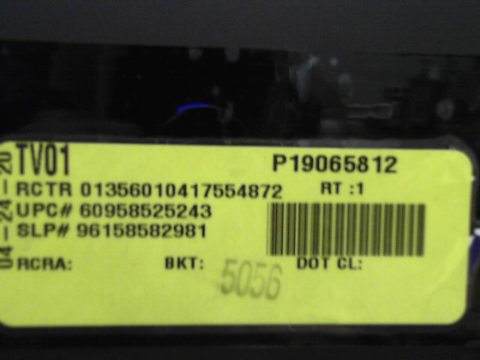 TV01 P19065812
RCTR 01356010417554872 RT :1
UPC# 60958525243
SLP# 96158582981
RCRA: BKT: 5056 DOT CL:
04-24-20